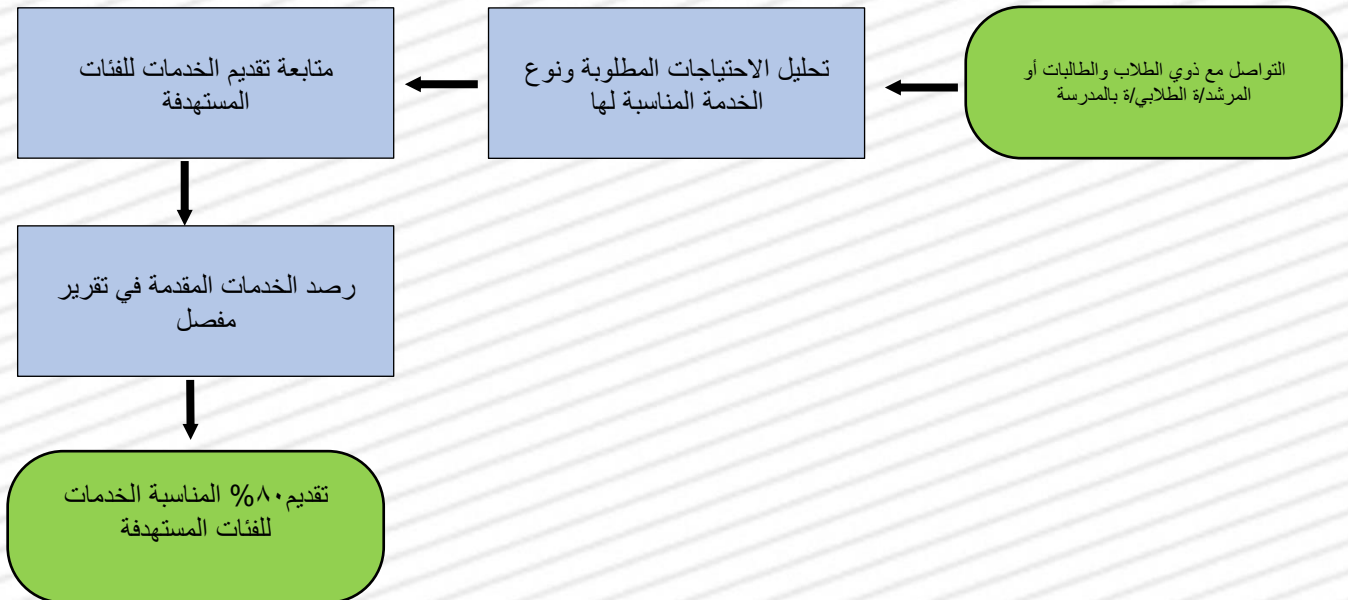 التواصل مع ذوي الطلاب والطالبات أو
المرشد/ة الطلابي/ة بالمدرسة
تحليل الاحتياجات المطلوبة ونوع
الخدمة المناسبة لها
متابعة تقديم الخدمات للفئات
المستهدفة
رصد الخدمات المقدمة في تقرير
مفصل
تقديم٨٠% المناسبة الخدمات
للفئات المستهدفة